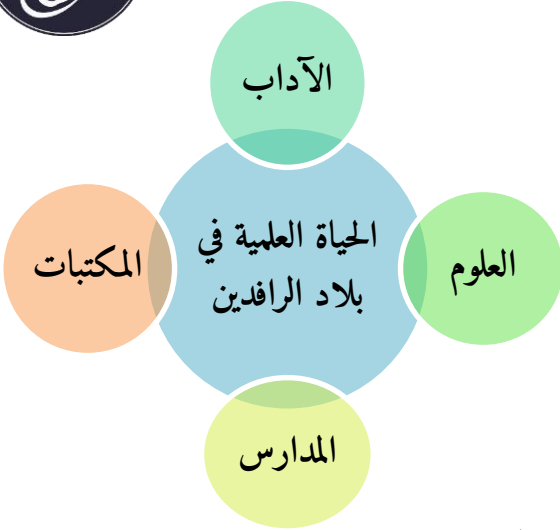 الآداب
الحياة العلمية في
بلاد الرافدين
العلوم
المكتبات
المدارس